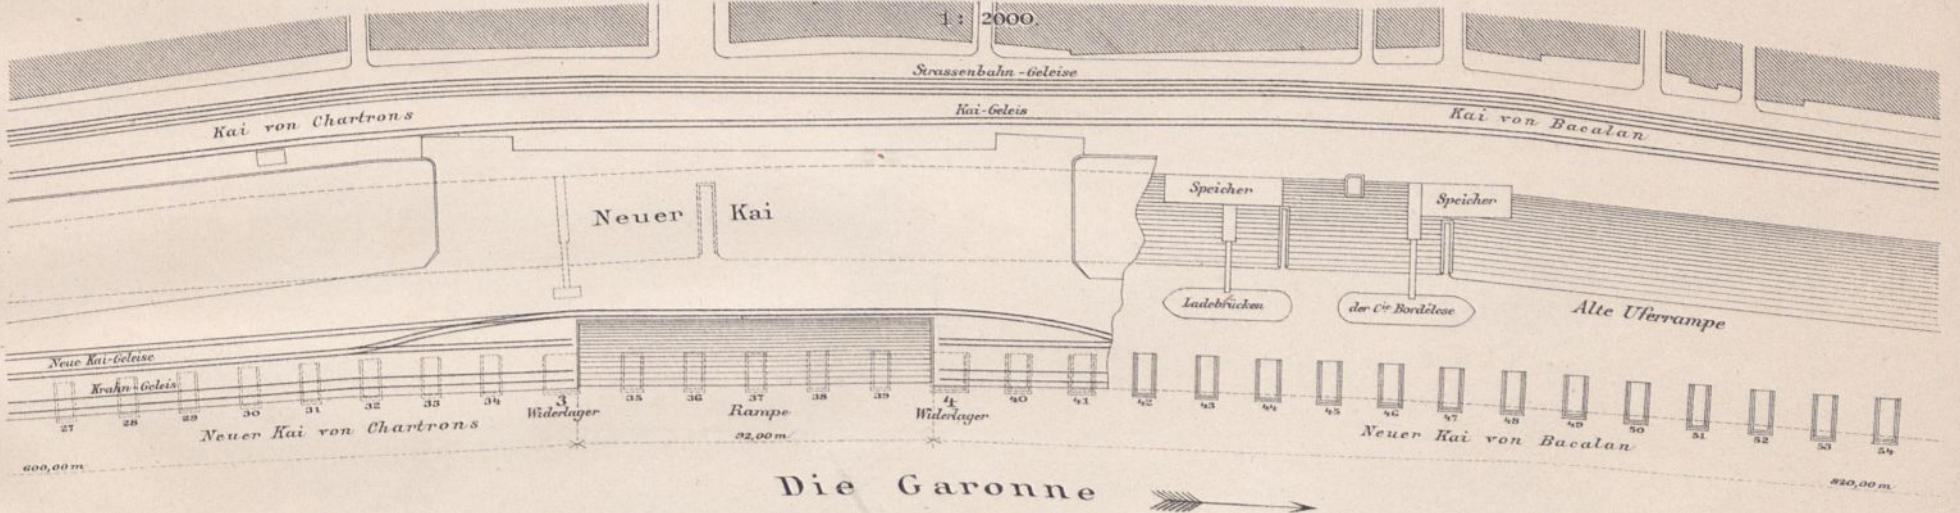 1 : 2000.
Strassenbahn-Geleise
Kai von Chartrons
Kai-Geleis
Kai von Bacalan
Speicher
Speicher
Neuer Kai
Ladebrücken
der Cie Bordelese
Alte Uferrampe
Neue Kai-Geleise
Krahn-Geleis
27 28 29 30 31 32 33 34 3 35 36 37 38 39 4 40 41 42 43 44 45 46 47 48 49 50 51 52 53 54
Widerlager
Rampe
Widerlager
Neuer Kai von Chartrons
92,00 m
Neuer Kai von Bacalan
600,00 m
820,00 m
Die Garonne